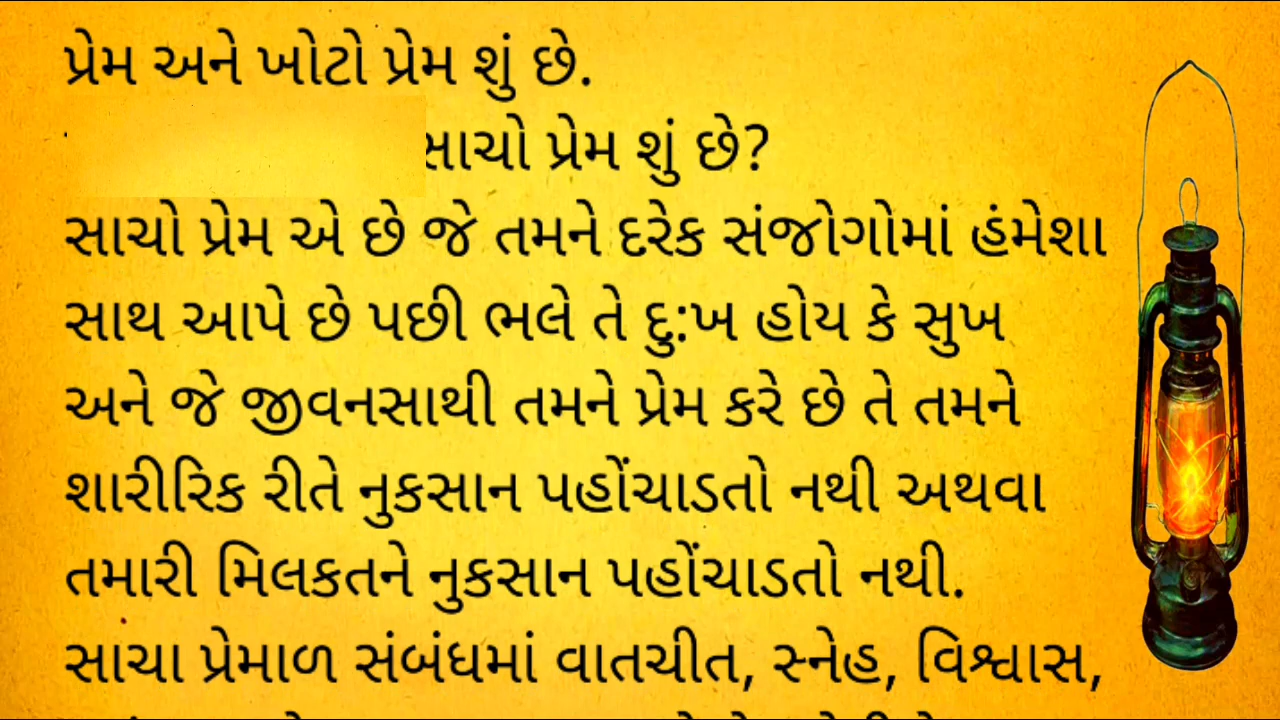 પ્રેમ અને ખોટો પ્રેમ શું છે.
સાચો પ્રેમ શું છે?
સાચો પ્રેમ એ છે જે તમને દરેક સંજોગોમાં હંમેશા
સાથ આપે છે પછી ભલે તે દુ:ખ હોય કે સુખ
અને જે જીવનસાથી તમને પ્રેમ કરે છે તે તમને
શારીરિક રીતે નુકસાન પહોંચાડતો નથી અથવા
તમારી મિલકતને નુકસાન પહોંચાડતો નથી.
સાચા પ્રેમાળ સંબંધમાં વાતચીત, સ્નેહ, વિશ્વાસ,